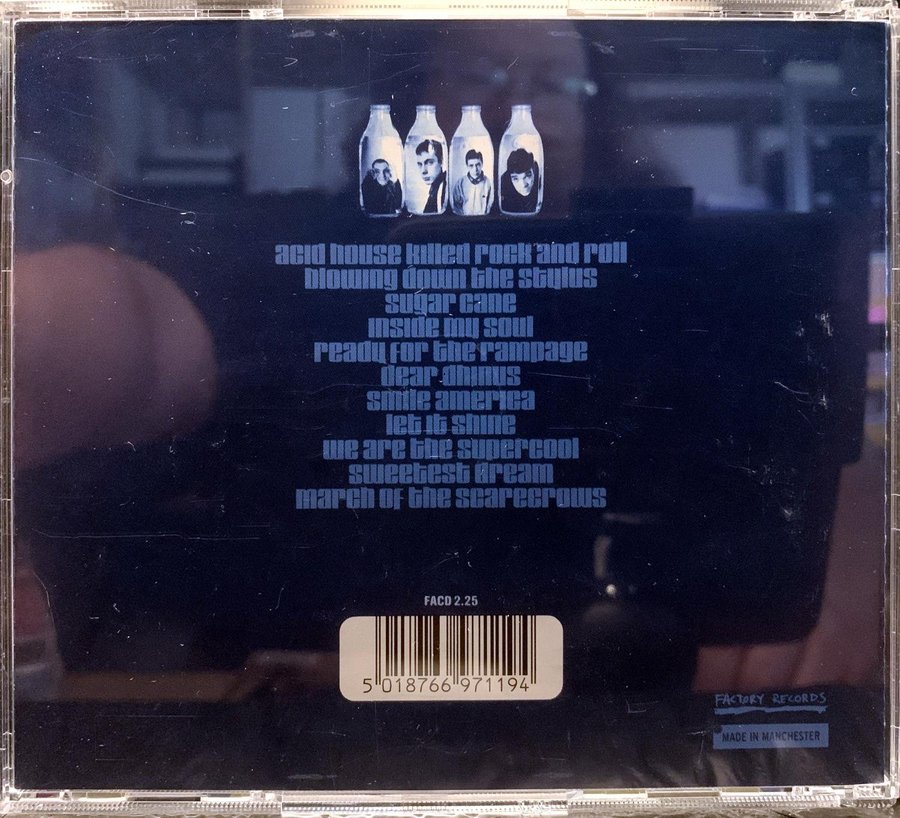 acid house killed rock and roll
blowing down the stylus
sugar cane
inside my soul
ready for the rampage
dear dhinus
smile america
let it shine
we are the supercool
sweetest dream
march of the scarecrows
FACD 2.25
5 018766 971194
FACTORY RECORDS
MADE IN MANCHESTER